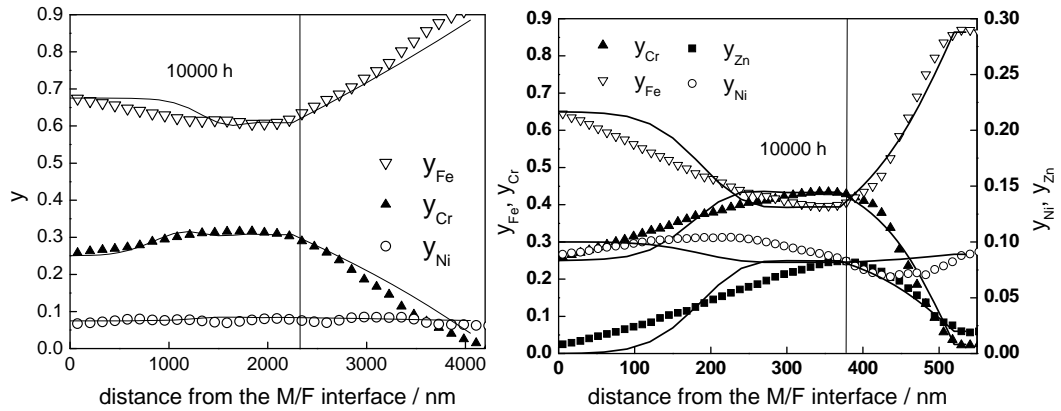 0.9
0.8
0.7
0.6
0.5
0.4
0.3
0.2
0.1
0.0
y
10000 h
y_Fe
y_Cr
y_Ni
0 1000 2000 3000 4000
distance from the M/F interface / nm
0.9
0.8
0.7
0.6
0.5
0.4
0.3
0.2
0.1
0.0
y_Fe, y_Cr
y_Cr y_Zn
y_Fe y_Ni
10000 h
0.30
0.25
0.20
0.15
0.10
0.05
0.00
y_Ni, y_Zn
0 100 200 300 400 500
distance from the M/F interface / nm